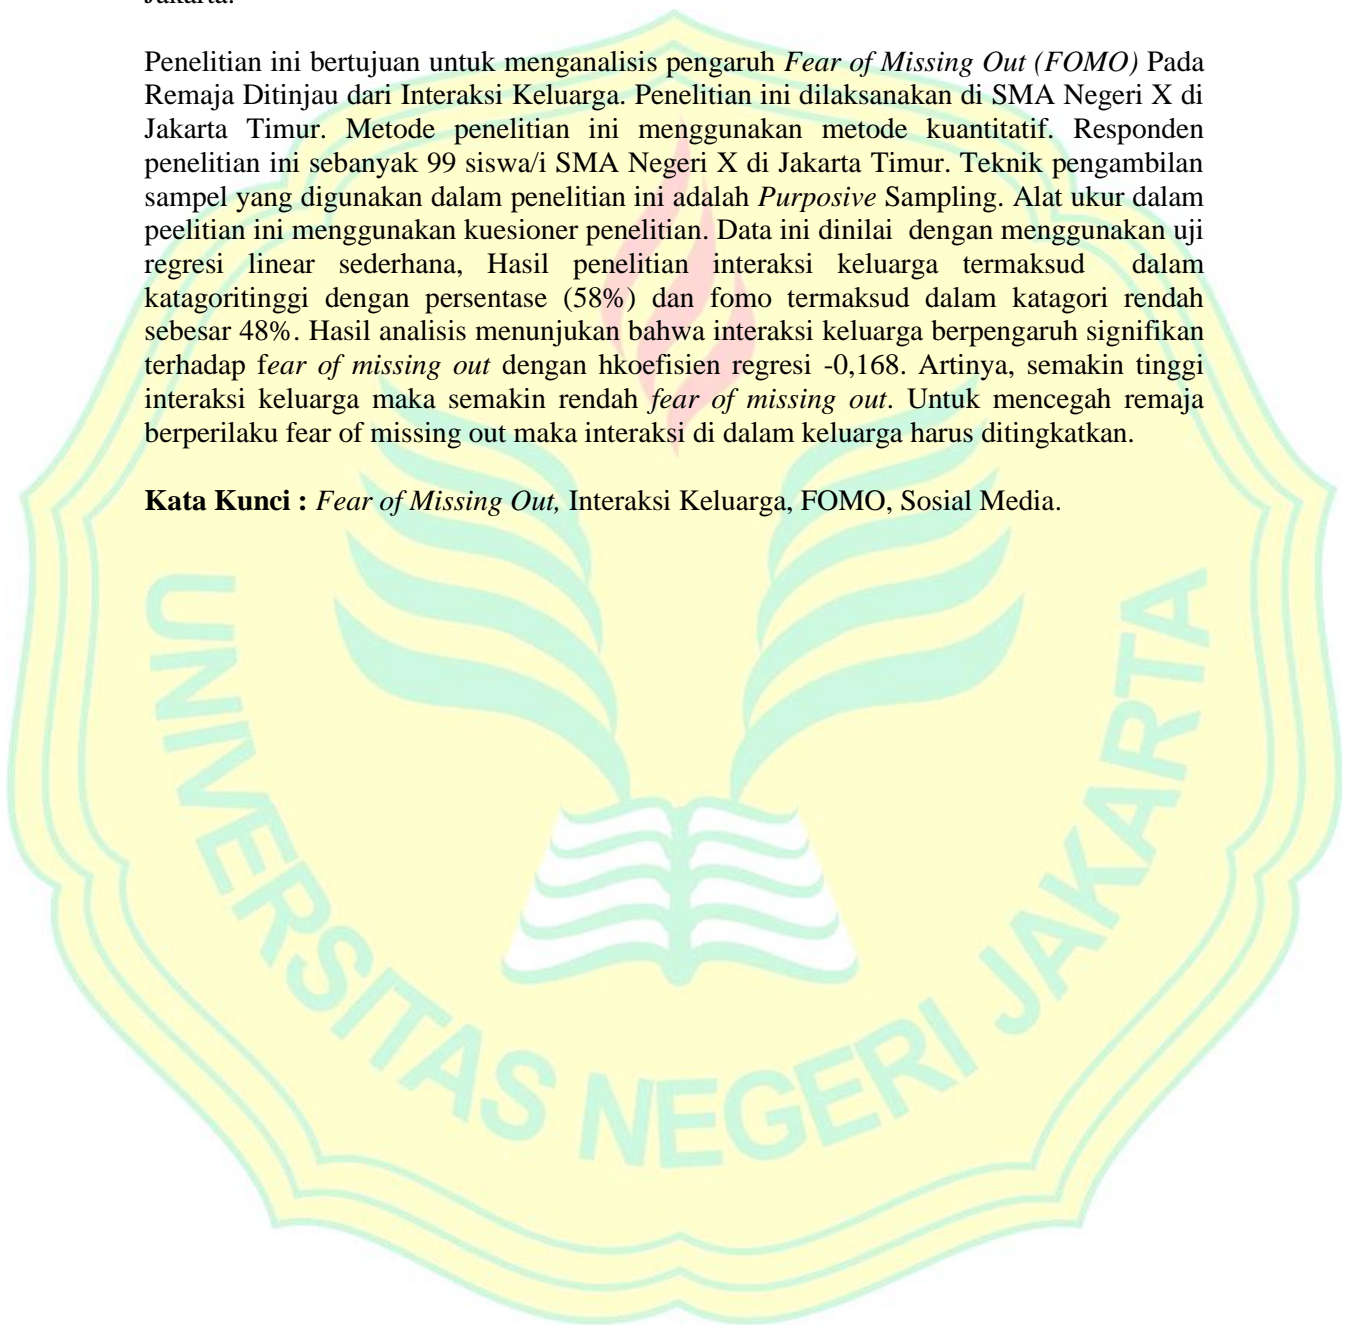 Jakarta.
Penelitian ini bertujuan untuk menganalisis pengaruh Fear of Missing Out (FOMO) Pada
Remaja Ditinjau dari Interaksi Keluarga. Penelitian ini dilaksanakan di SMA Negeri X di
Jakarta Timur. Metode penelitian ini menggunakan metode kuantitatif. Responden
penelitian ini sebanyak 99 siswa/i SMA Negeri X di Jakarta Timur. Teknik pengambilan
sampel yang digunakan dalam penelitian ini adalah Purposive Sampling. Alat ukur dalam
peelitian ini menggunakan kuesioner penelitian. Data ini dinilai dengan menggunakan uji
regresi linear sederhana, Hasil penelitian interaksi keluarga termaksud dalam
katagoritinggi dengan persentase (58%) dan fomo termaksud dalam katagori rendah
sebesar 48%. Hasil analisis menunjukan bahwa interaksi keluarga berpengaruh signifikan
terhadap fear of missing out dengan hkoefisien regresi -0,168. Artinya, semakin tinggi
interaksi keluarga maka semakin rendah fear of missing out. Untuk mencegah remaja
berperilaku fear of missing out maka interaksi di dalam keluarga harus ditingkatkan.
Kata Kunci : Fear of Missing Out, Interaksi Keluarga, FOMO, Sosial Media.
UNIVERSITAS NEGERI JAKARTA